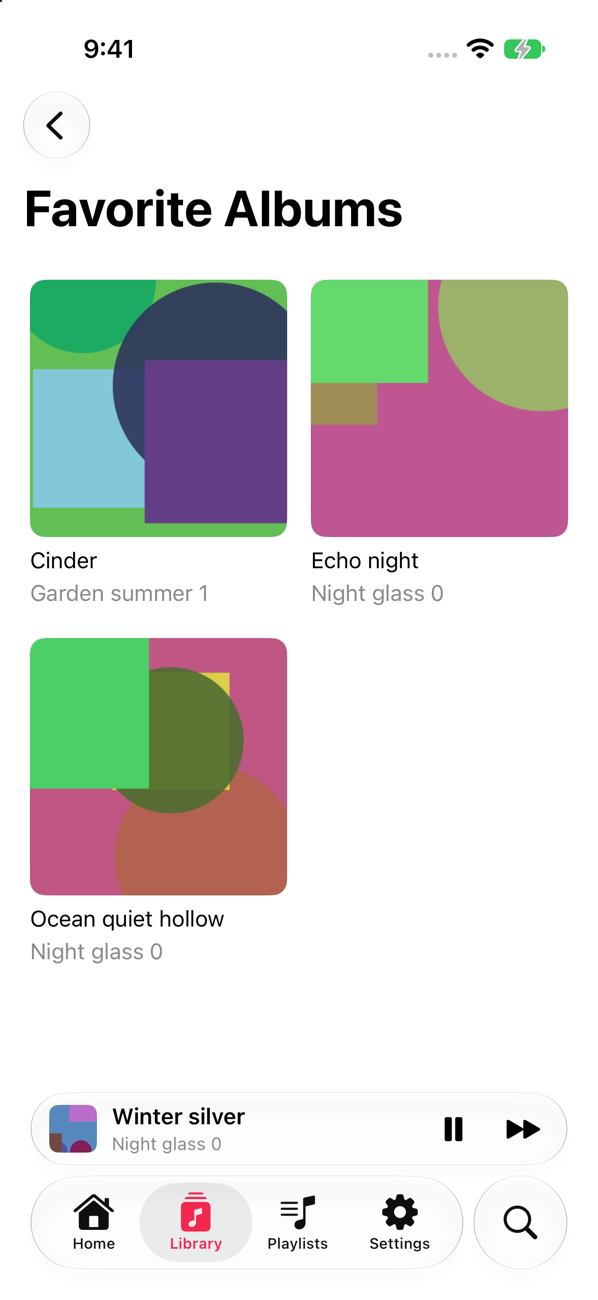 9:41
Favorite Albums
Cinder
Garden summer 1
Echo night
Night glass 0
Ocean quiet hollow
Night glass 0
Winter silver
Night glass 0
Home
Library
Playlists
Settings